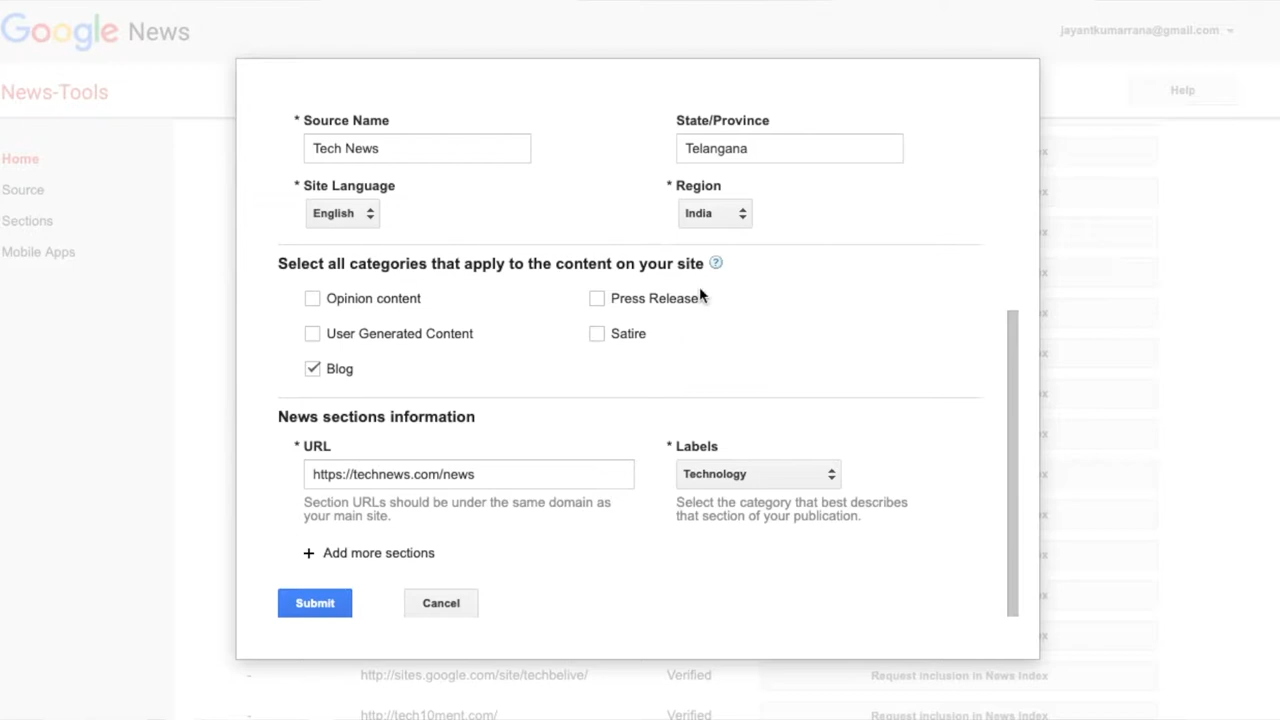 Google News
jayantkumarrana@gmail.com
News-Tools
Help
Home
Source
Sections
Mobile Apps
* Source Name
State/Province
Tech News
Telangana
* Site Language
* Region
English
India
Select all categories that apply to the content on your site ?
Opinion content
Press Release
User Generated Content
Satire
Blog
News sections information
* URL
* Labels
https://technews.com/news
Technology
Section URLs should be under the same domain as
your main site.
Select the category that best describes
that section of your publication.
+ Add more sections
Submit
Cancel
- http://sites.google.com/site/techbelive/ Verified Request inclusion in News Index
- http://tech10ment.com/ Verified Request inclusion in News Index